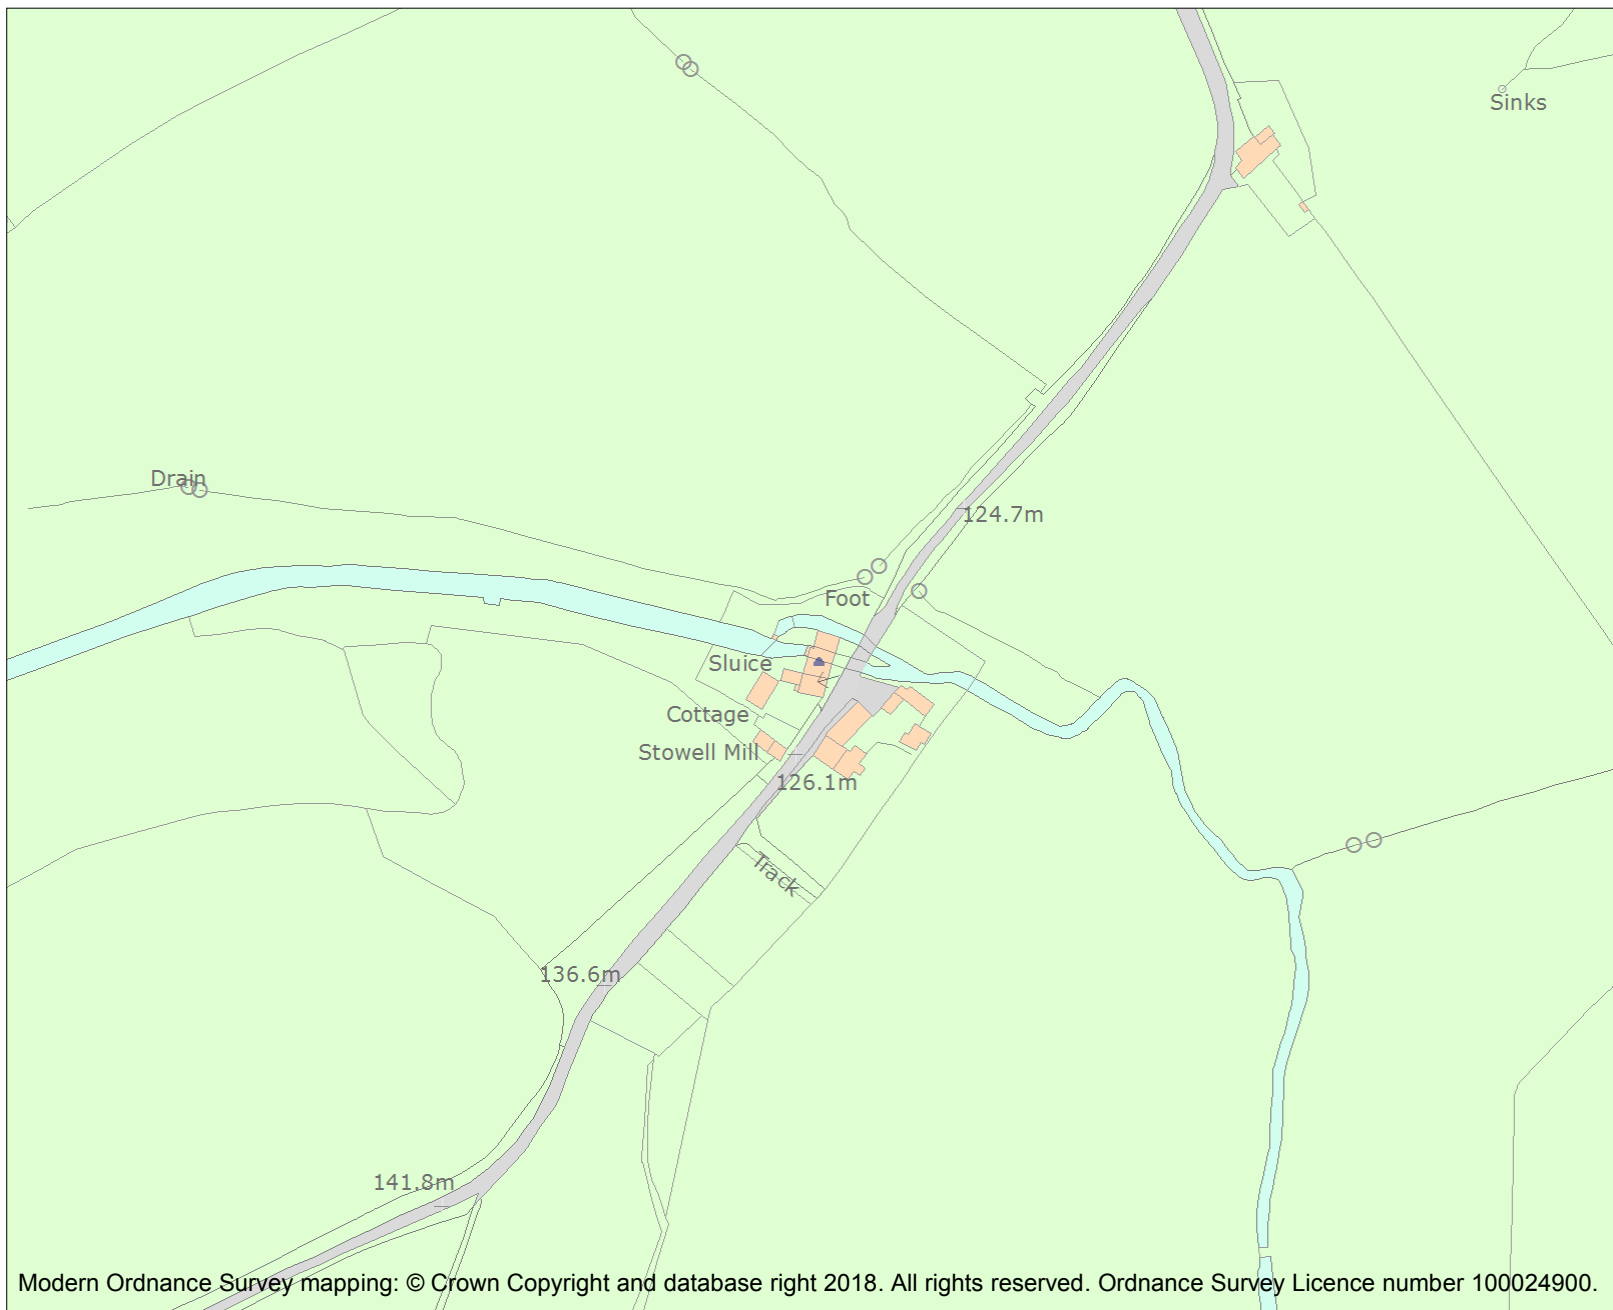 Sinks
Drain
124.7m
Foot
Sluice
Cottage
Stowell Mill
126.1m
Track
136.6m
141.8m
Modern Ordnance Survey mapping: © Crown Copyright and database right 2018. All rights reserved. Ordnance Survey Licence number 100024900.